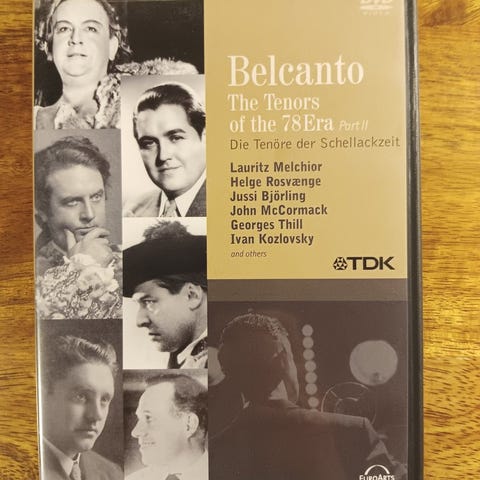 DVD
VIDEO
Belcanto
The Tenors
of the 78Era Part II
Die Tenöre der Schellackzeit
Lauritz Melchior
Helge Rosvænge
Jussi Björling
John McCormack
Georges Thill
Ivan Kozlovsky
and others
TDK
EUROARTS